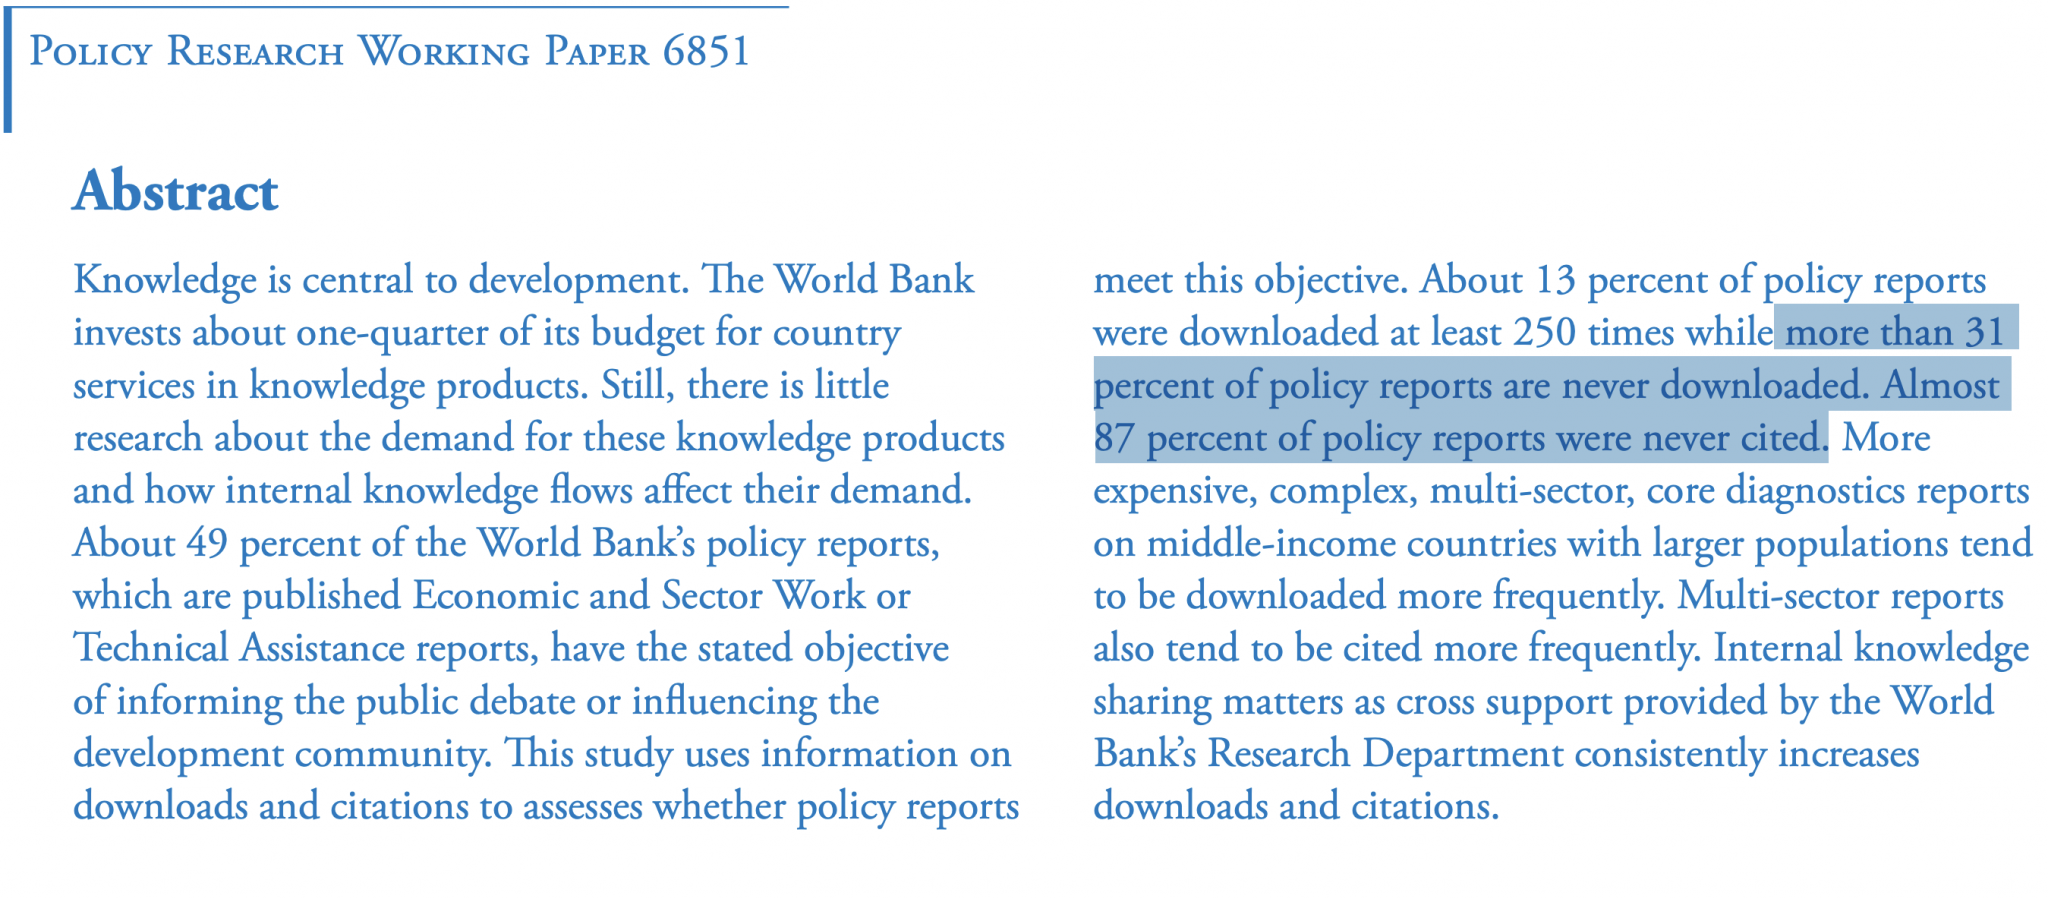 Policy Research Working Paper 6851
Abstract
Knowledge is central to development. The World Bank
invests about one-quarter of its budget for country
services in knowledge products. Still, there is little
research about the demand for these knowledge products
and how internal knowledge flows affect their demand.
About 49 percent of the World Bank’s policy reports,
which are published Economic and Sector Work or
Technical Assistance reports, have the stated objective
of informing the public debate or influencing the
development community. This study uses information on
downloads and citations to assesses whether policy reports
meet this objective. About 13 percent of policy reports
were downloaded at least 250 times while more than 31
percent of policy reports are never downloaded. Almost
87 percent of policy reports were never cited. More
expensive, complex, multi-sector, core diagnostics reports
on middle-income countries with larger populations tend
to be downloaded more frequently. Multi-sector reports
also tend to be cited more frequently. Internal knowledge
sharing matters as cross support provided by the World
Bank’s Research Department consistently increases
downloads and citations.